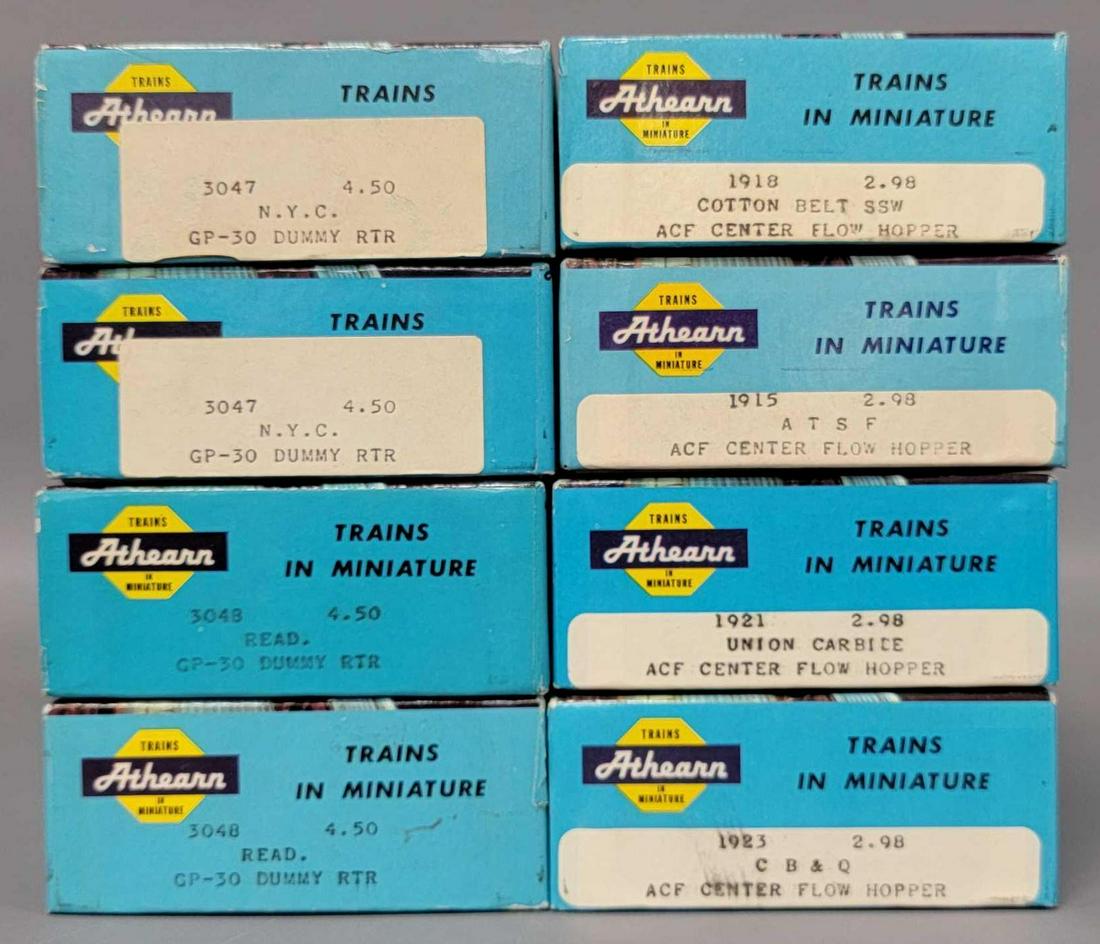 TRAINS
Athearn
TRAINS
3047 4.50
N.Y.C.
GP-30 DUMMY RTR
TRAINS
Athearn
IN
MINIATURE
TRAINS
IN MINIATURE
1918 2.98
COTTON BELT SSW
ACF CENTER FLOW HOPPER
TRAINS
TRAINS
3047 4.50
N.Y.C.
GP-30 DUMMY RTR
TRAINS
Athearn
IN
MINIATURE
TRAINS
IN MINIATURE
1915 2.98
A T S F
ACF CENTER FLOW HOPPER
TRAINS
Athearn
IN
MINIATURE
TRAINS
IN MINIATURE
3048 4.50
READ.
GP-30 DUMMY RTR
TRAINS
Athearn
IN
MINIATURE
TRAINS
IN MINIATURE
1921 2.98
UNION CARBIDE
ACF CENTER FLOW HOPPER
TRAINS
Athearn
IN
MINIATURE
TRAINS
IN MINIATURE
3048 4.50
READ.
GP-30 DUMMY RTR
TRAINS
Athearn
IN
MINIATURE
TRAINS
IN MINIATURE
1923 2.98
C B & Q
ACF CENTER FLOW HOPPER